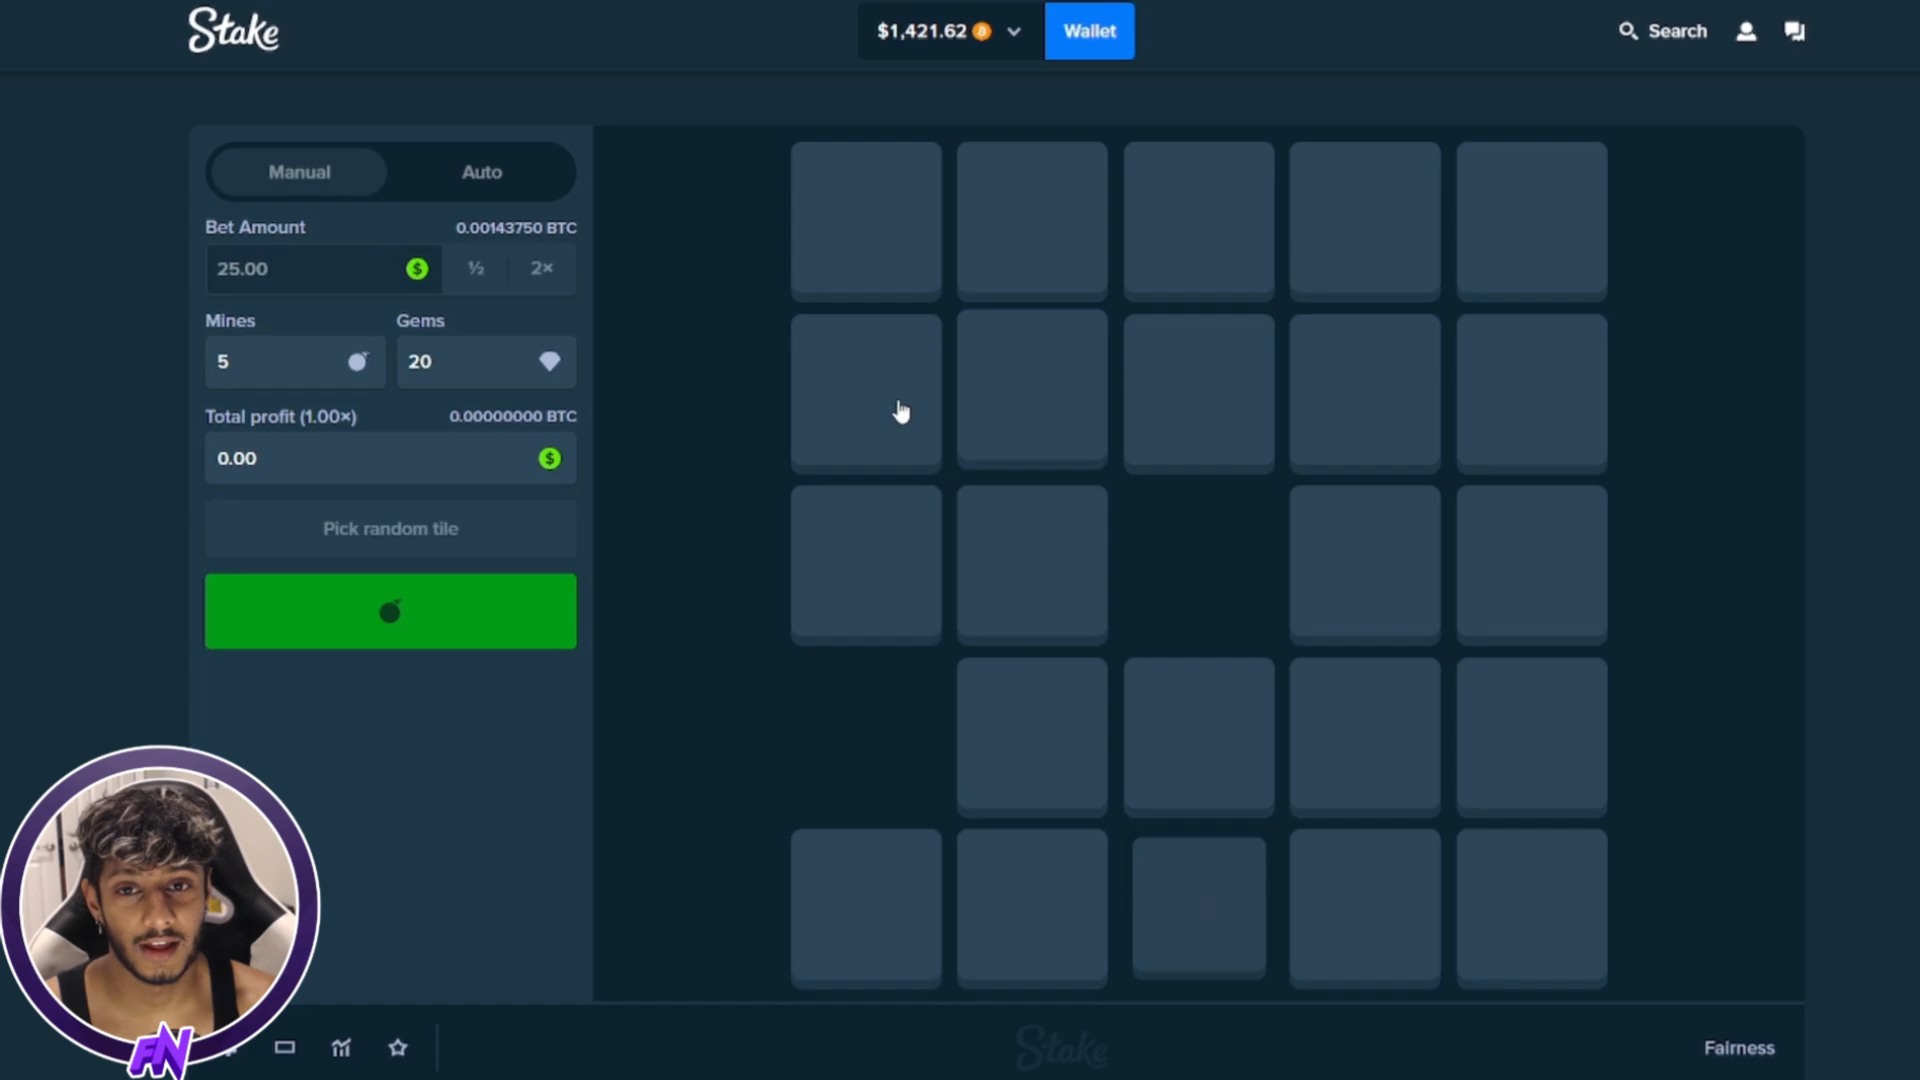 Stake
$1,421.62
Wallet
Search
Manual
Auto
Bet Amount
0.00143750 BTC
25.00
$
½
2×
Mines
Gems
5
20
Total profit (1.00×)
0.00000000 BTC
0.00
$
Pick random tile
FN
Stake
Fairness